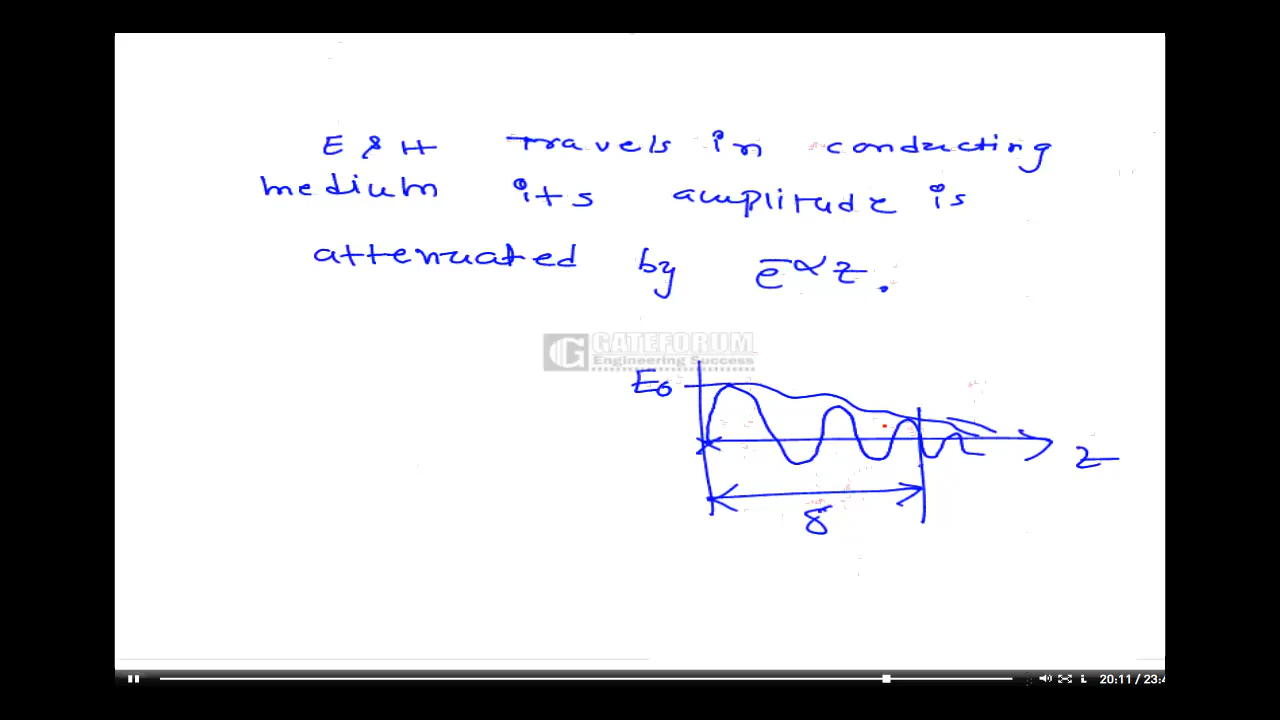 E & H travels in conducting
medium its amplitude is
attenuated by e^-αz.
GATEFORUM
Engineering Success
E0
z
δ
20:11 / 23:4